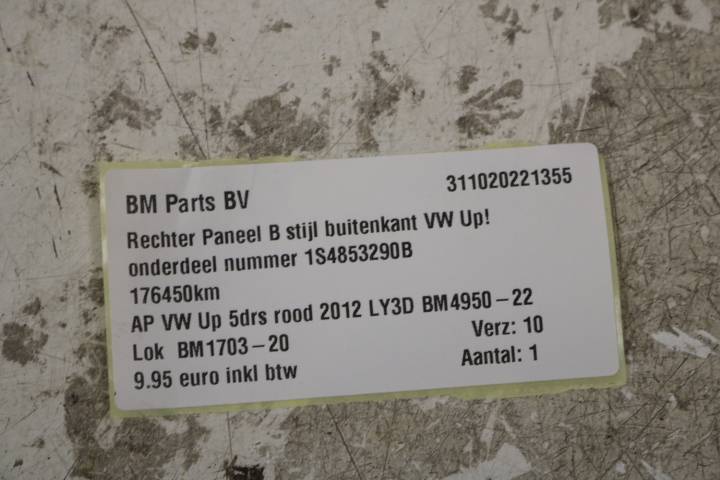 BM Parts BV 311020221355
Rechter Paneel B stijl buitenkant VW Up!
onderdeel nummer 1S4853290B
176450km
AP VW Up 5drs rood 2012 LY3D BM4950-22
Lok BM1703-20 Verz: 10
9.95 euro inkl btw Aantal: 1